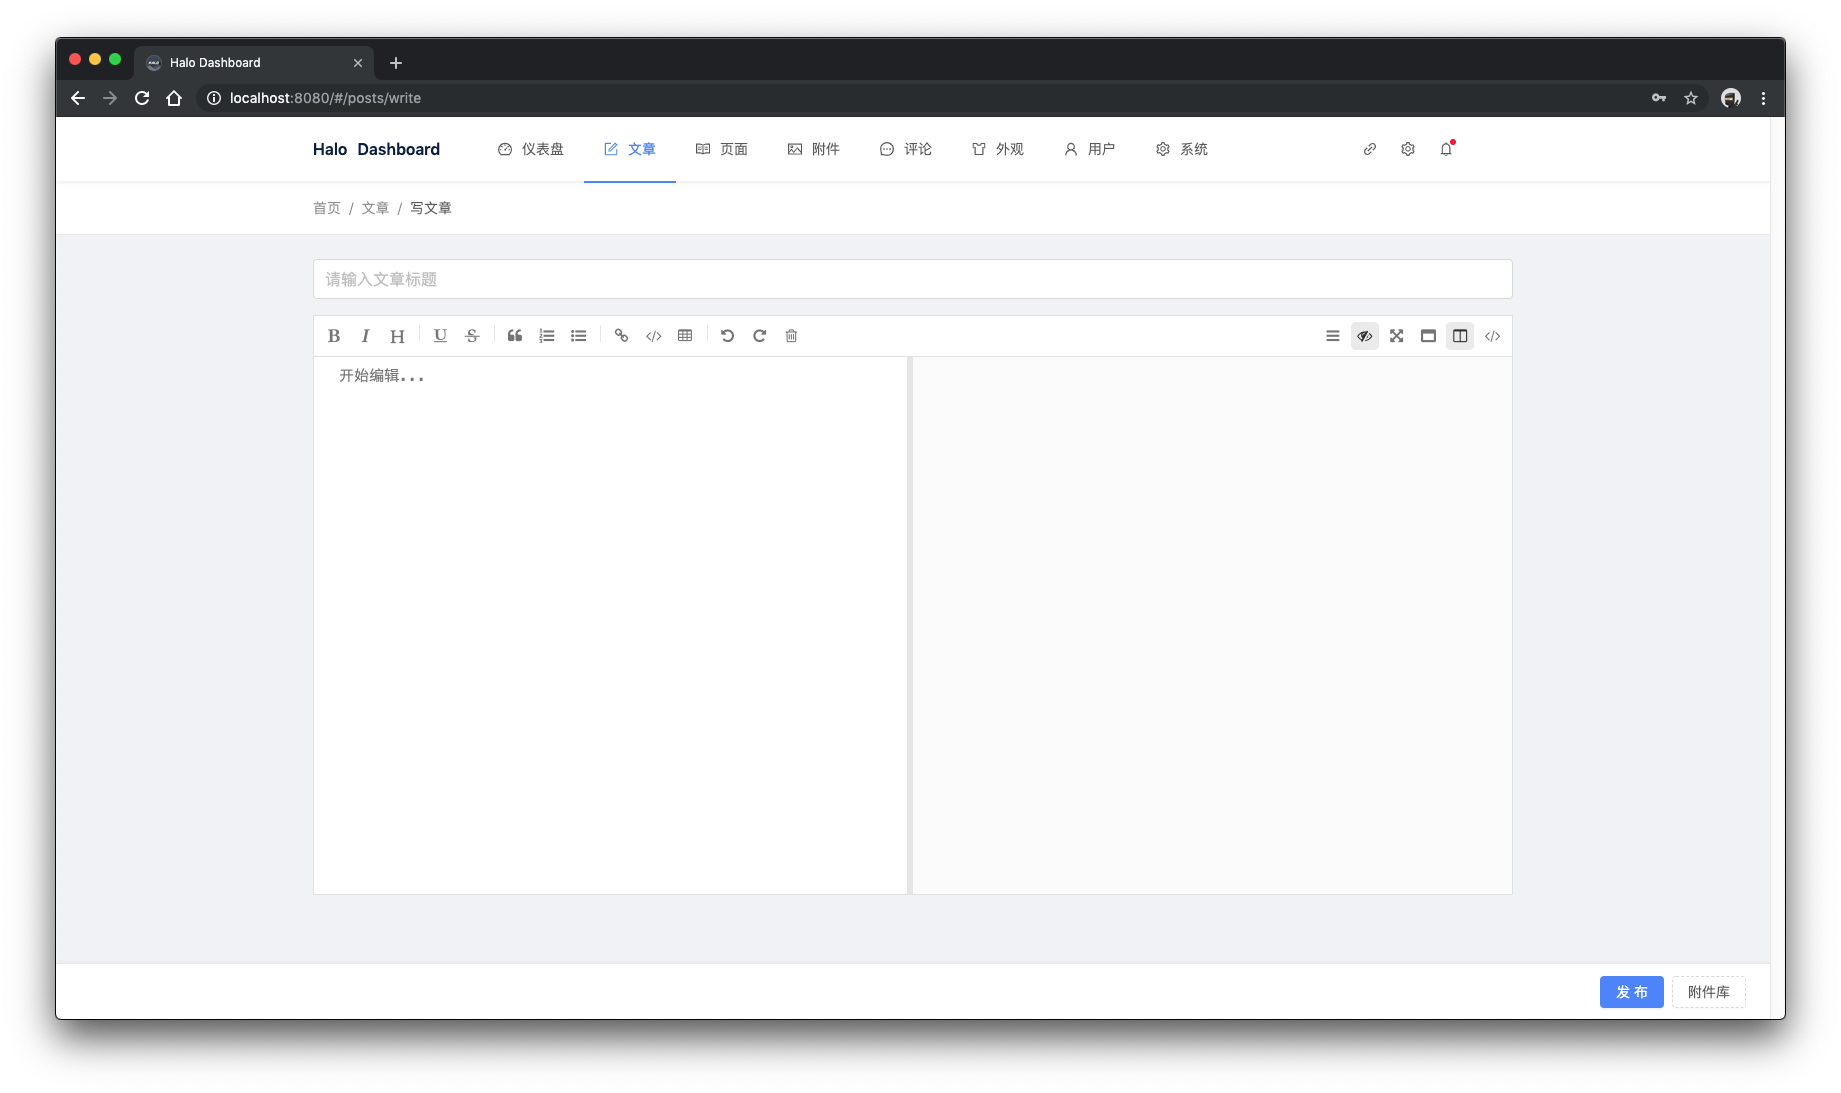 Halo Dashboard
localhost:8080/#/posts/write
Halo Dashboard 仪表盘 文章 页面 附件 评论 外观 用户 系统
首页 / 文章 / 写文章
请输入文章标题
B I H U S
开始编辑...
发 布 附件库